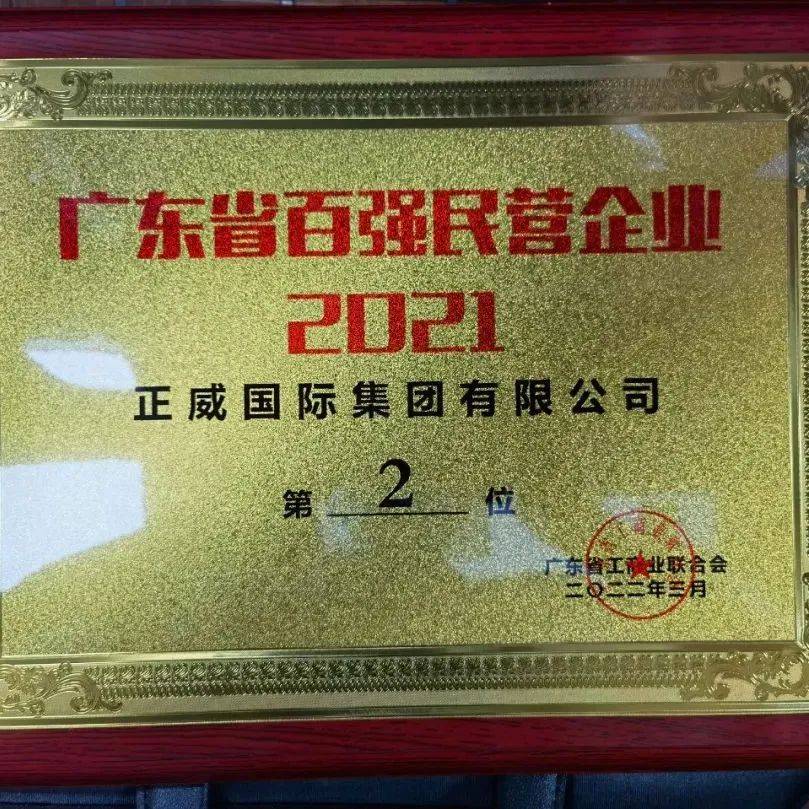 广东省百强民营企业
2021
正威国际集团有限公司
第 2 位
广东省工商业联合会
二〇二二年三月